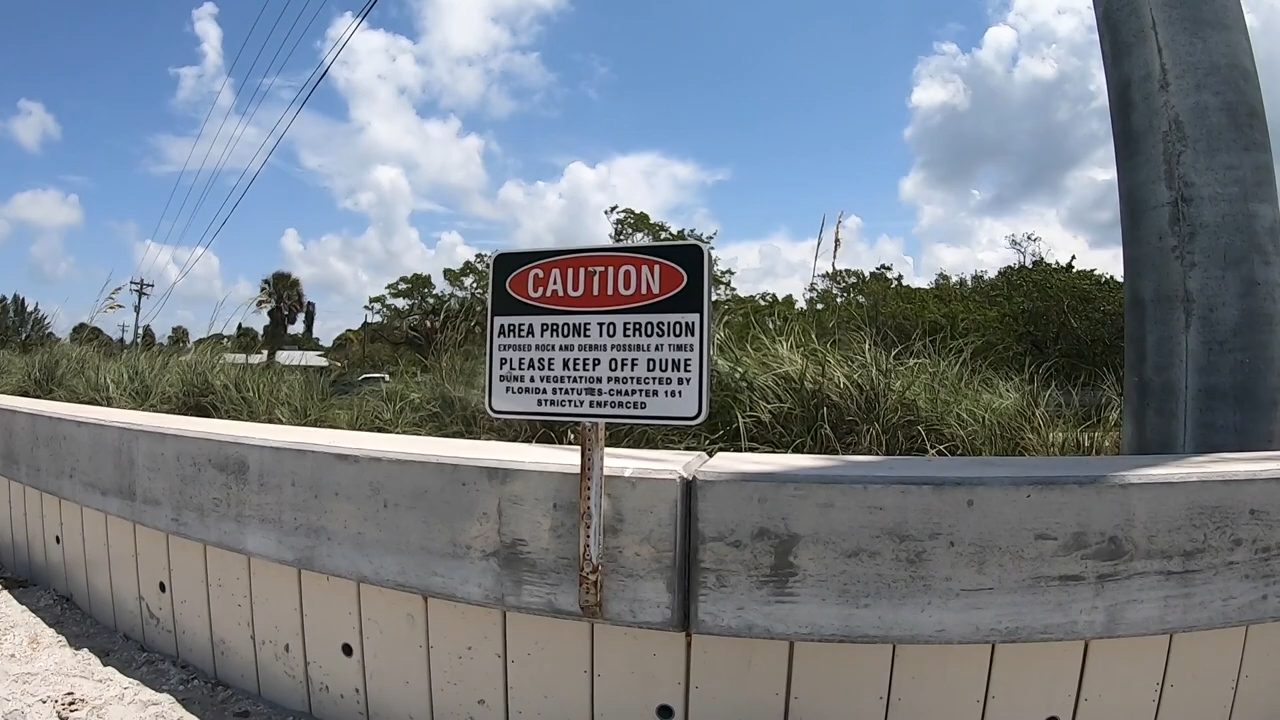 CAUTION
AREA PRONE TO EROSION
EXPOSED ROCK AND DEBRIS POSSIBLE AT TIMES
PLEASE KEEP OFF DUNE
DUNE & VEGETATION PROTECTED BY
FLORIDA STATUTES-CHAPTER 161
STRICTLY ENFORCED